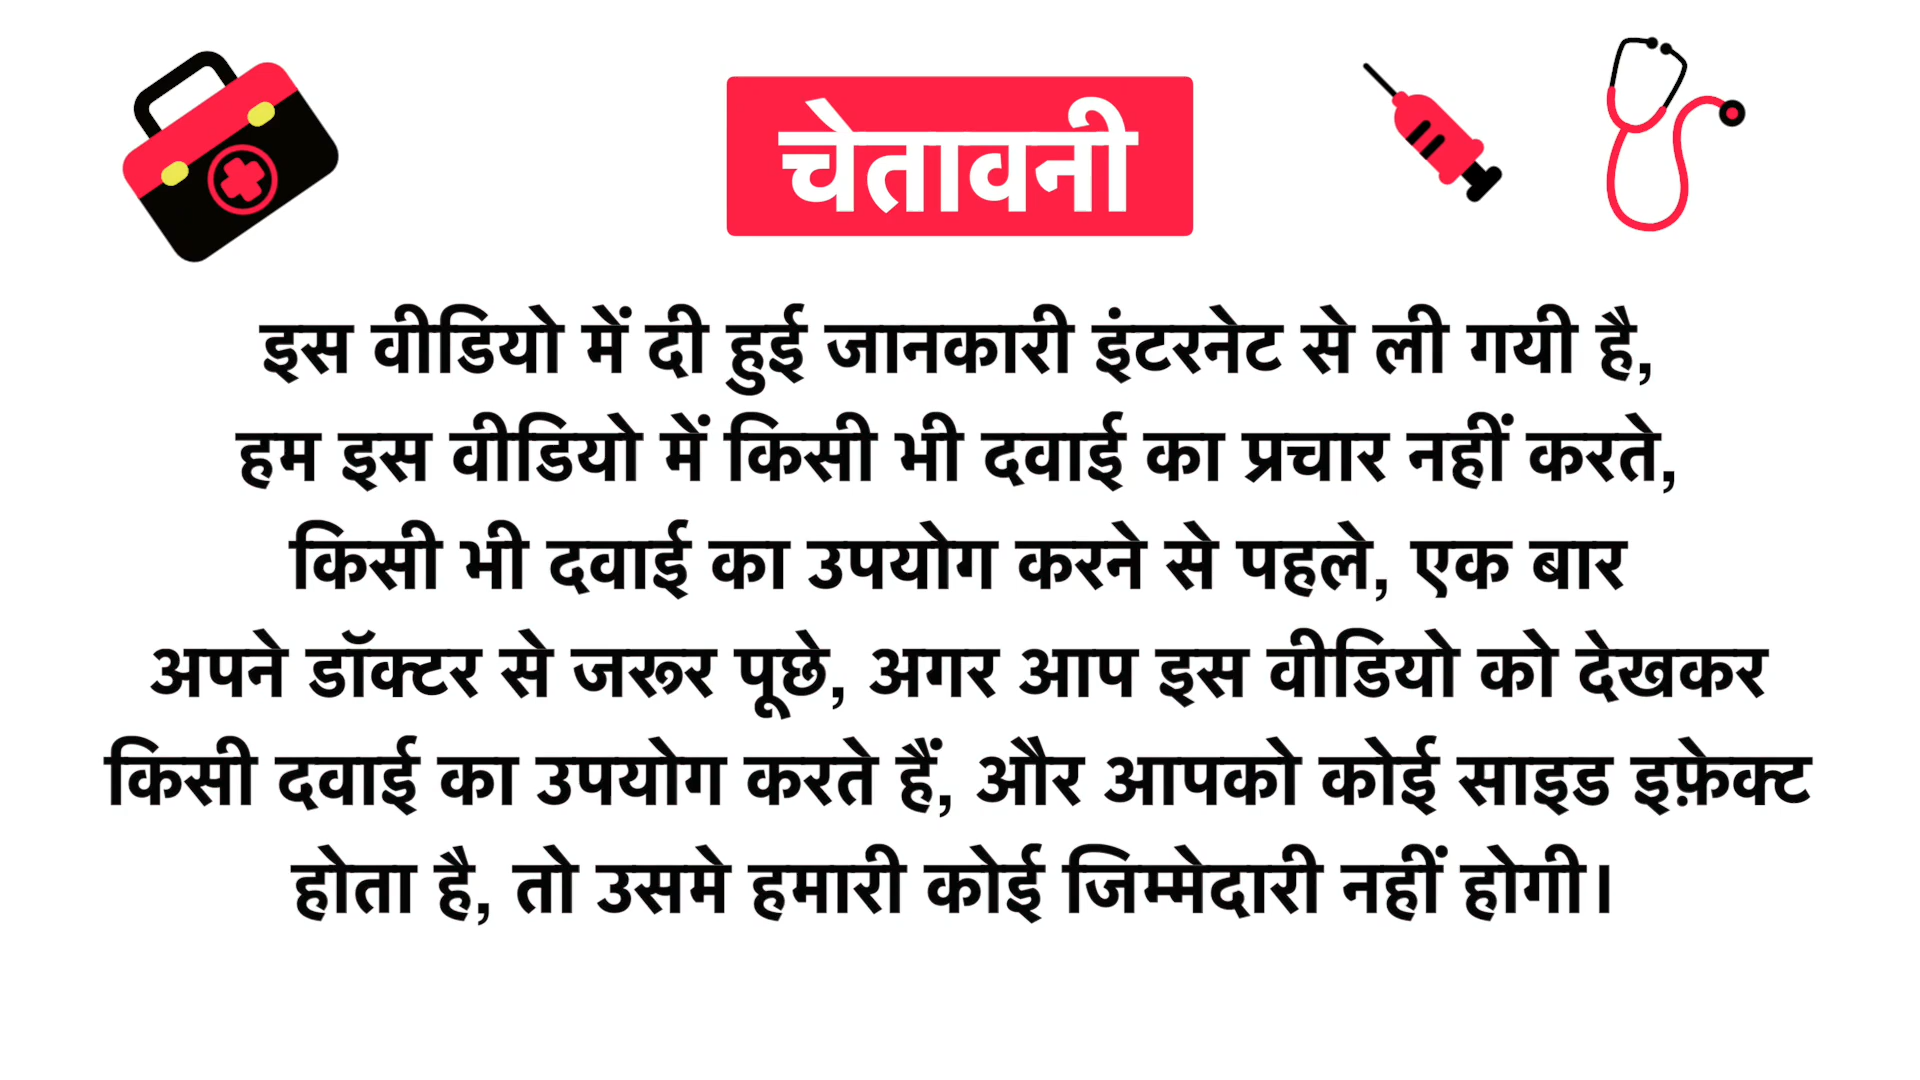 चेतावनी
इस वीडियो में दी हुई जानकारी इंटरनेट से ली गयी है,
हम इस वीडियो में किसी भी दवाई का प्रचार नहीं करते,
किसी भी दवाई का उपयोग करने से पहले, एक बार
अपने डॉक्टर से जरूर पूछे, अगर आप इस वीडियो को देखकर
किसी दवाई का उपयोग करते हैं, और आपको कोई साइड इफ़ेक्ट
होता है, तो उसमे हमारी कोई जिम्मेदारी नहीं होगी।